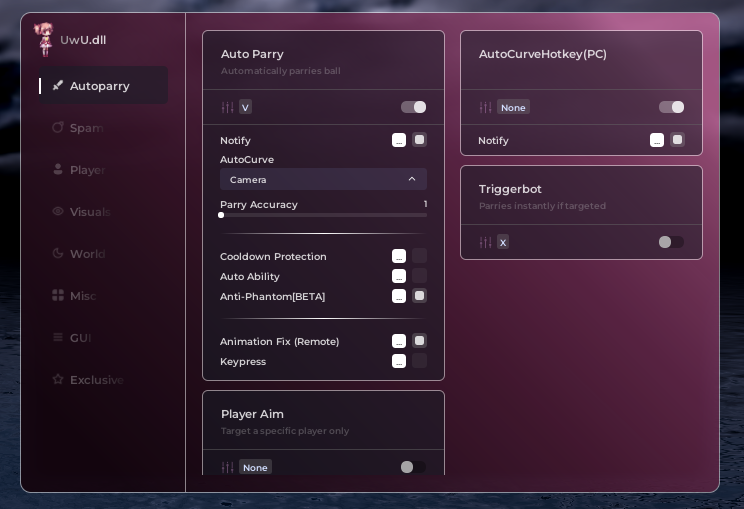 UwU.dll
Autoparry
Spam
Player
Visuals
World
Misc
GUI
Exclusive
Auto Parry
Automatically parries ball
V
Notify
...
AutoCurve
Camera
Parry Accuracy 1
Cooldown Protection ...
Auto Ability ...
Anti-Phantom[BETA] ...
Animation Fix (Remote) ...
Keypress ...
Player Aim
Target a specific player only
None
AutoCurveHotkey(PC)
None
Notify ...
Triggerbot
Parries instantly if targeted
X